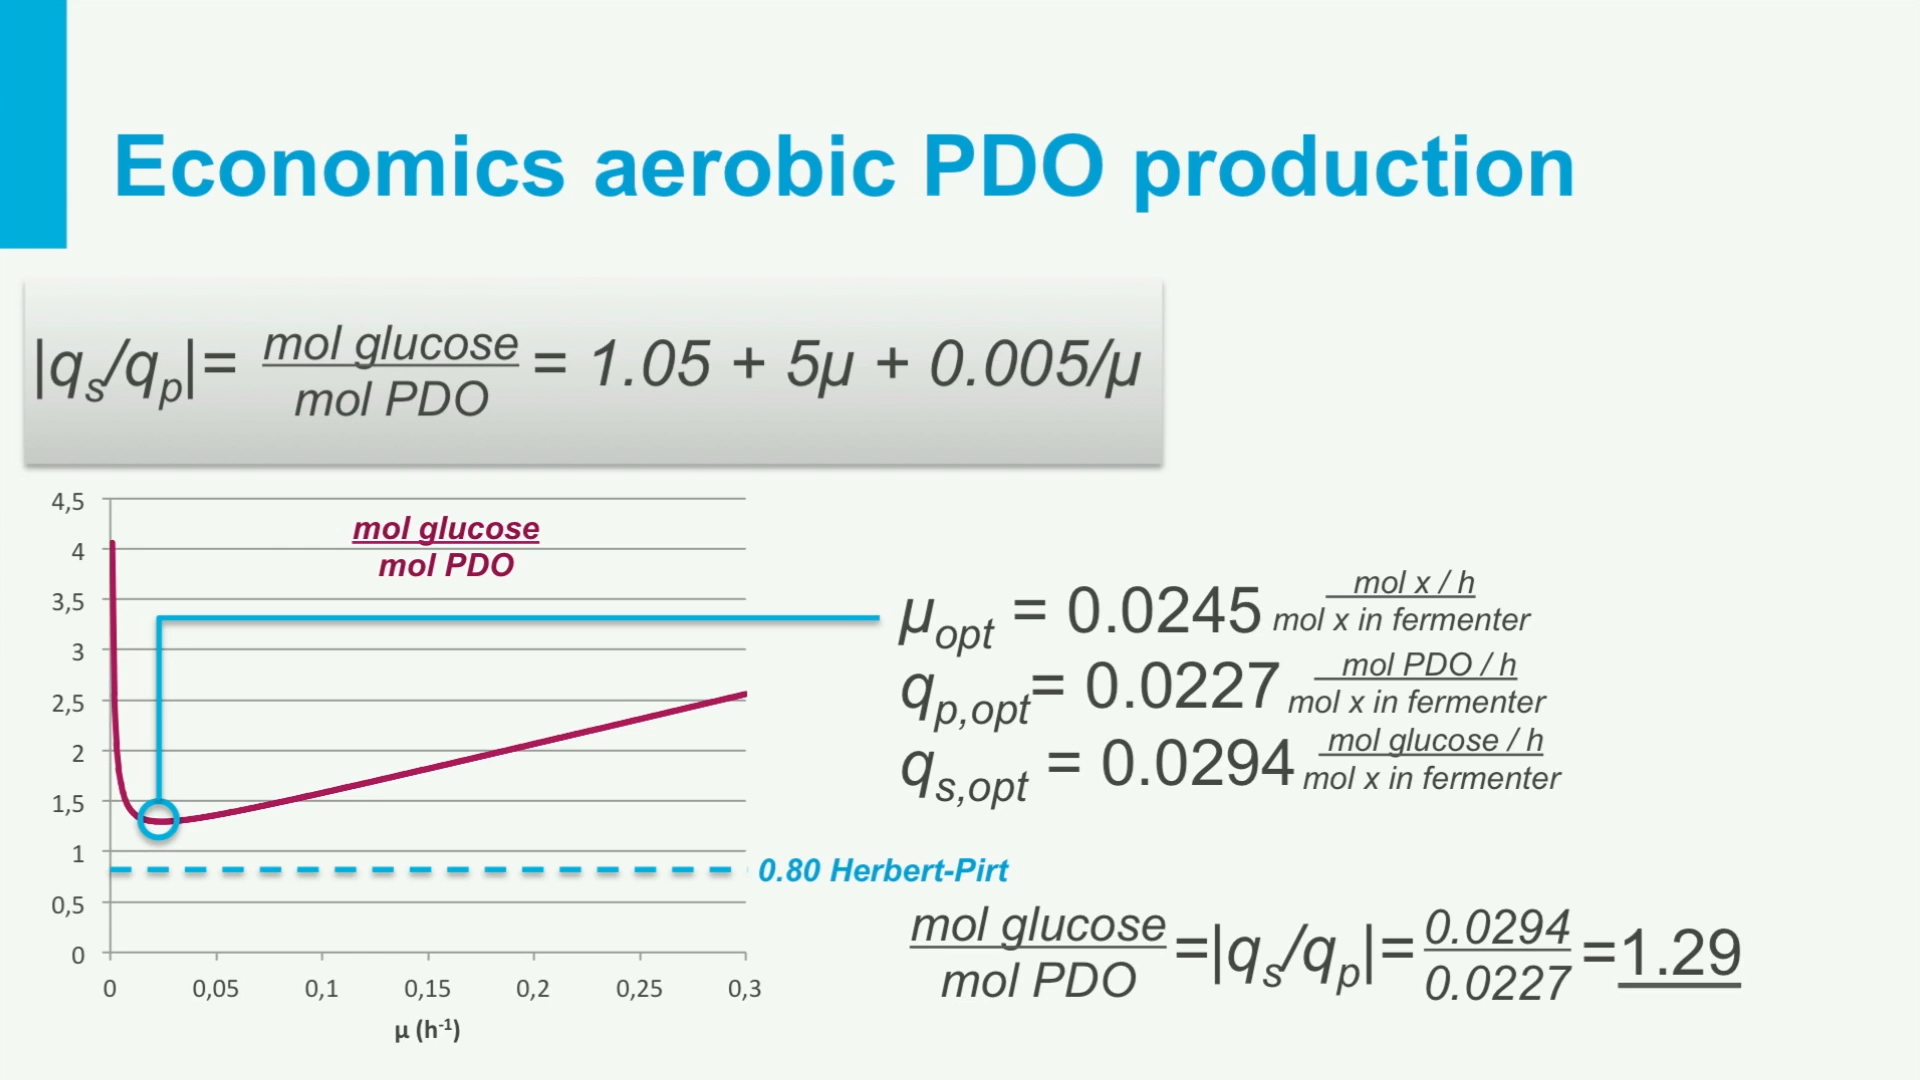 Economics aerobic PDO production
|qs/qp|= mol glucose / mol PDO = 1.05 + 5μ + 0.005/μ
4,5
4
3,5
3
2,5
2
1,5
1
0,5
0
mol glucose
mol PDO
0 0,05 0,1 0,15 0,2 0,25 0,3
μ (h-1)
0.80 Herbert-Pirt
μopt = 0.0245 mol x / h
mol x in fermenter
qp,opt= 0.0227 mol PDO / h
mol x in fermenter
qs,opt = 0.0294 mol glucose / h
mol x in fermenter
mol glucose / mol PDO =|qs/qp|= 0.0294 / 0.0227 =1.29